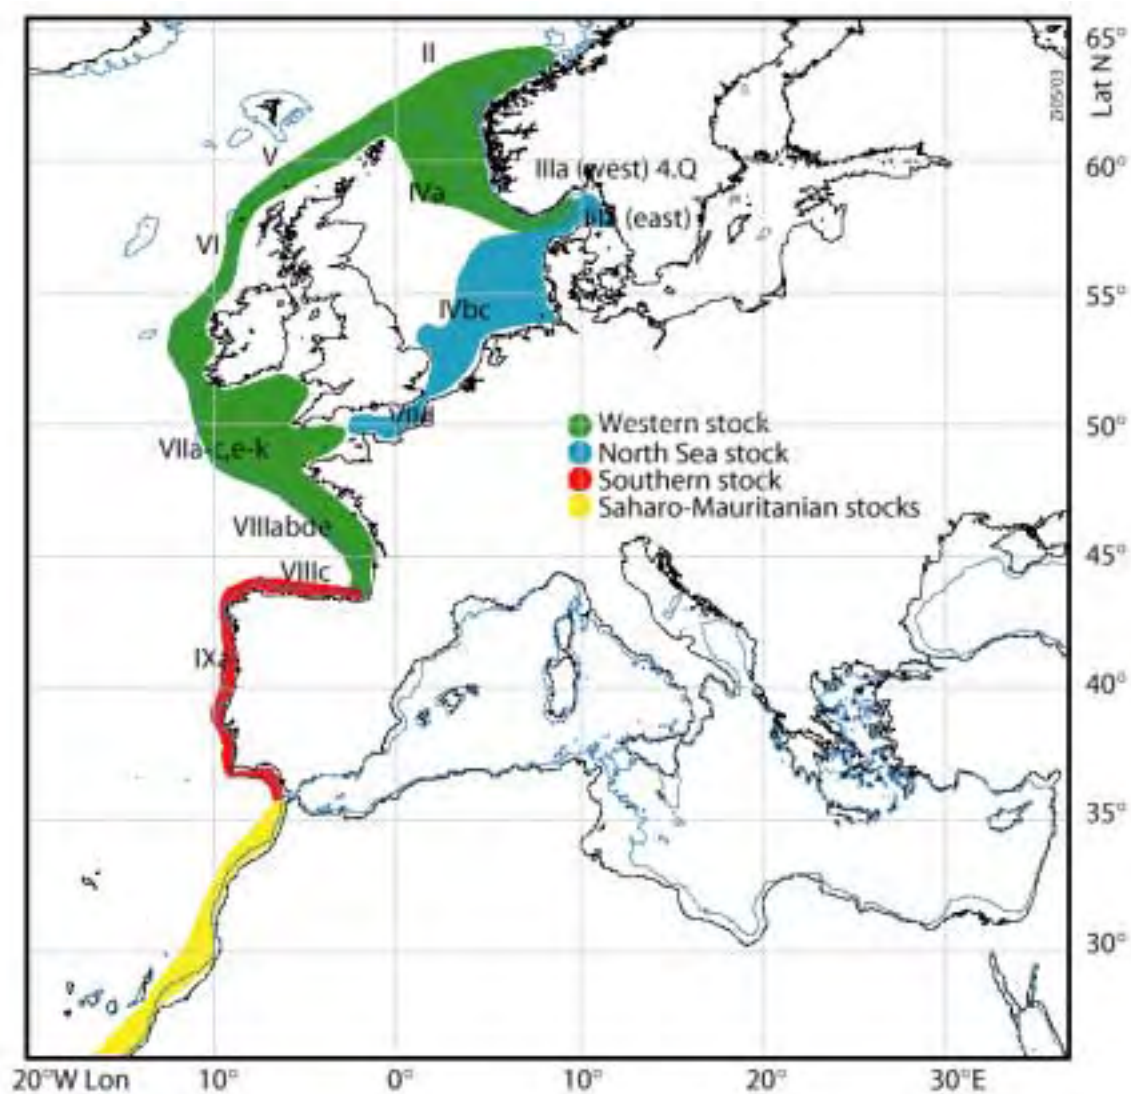 II
65°
Lat N
ZI05/03
V
60°
IIIa (west) 4.Q
IVa
(east)
VI
55°
IVbc
VIId
50°
Western stock
VIIa-c,e-k
North Sea stock
Southern stock
Saharo-Mauritanian stocks
VIIIabde
45°
VIIIc
IXa
40°
35°
30°
20°W Lon 10° 0° 10° 20° 30°E